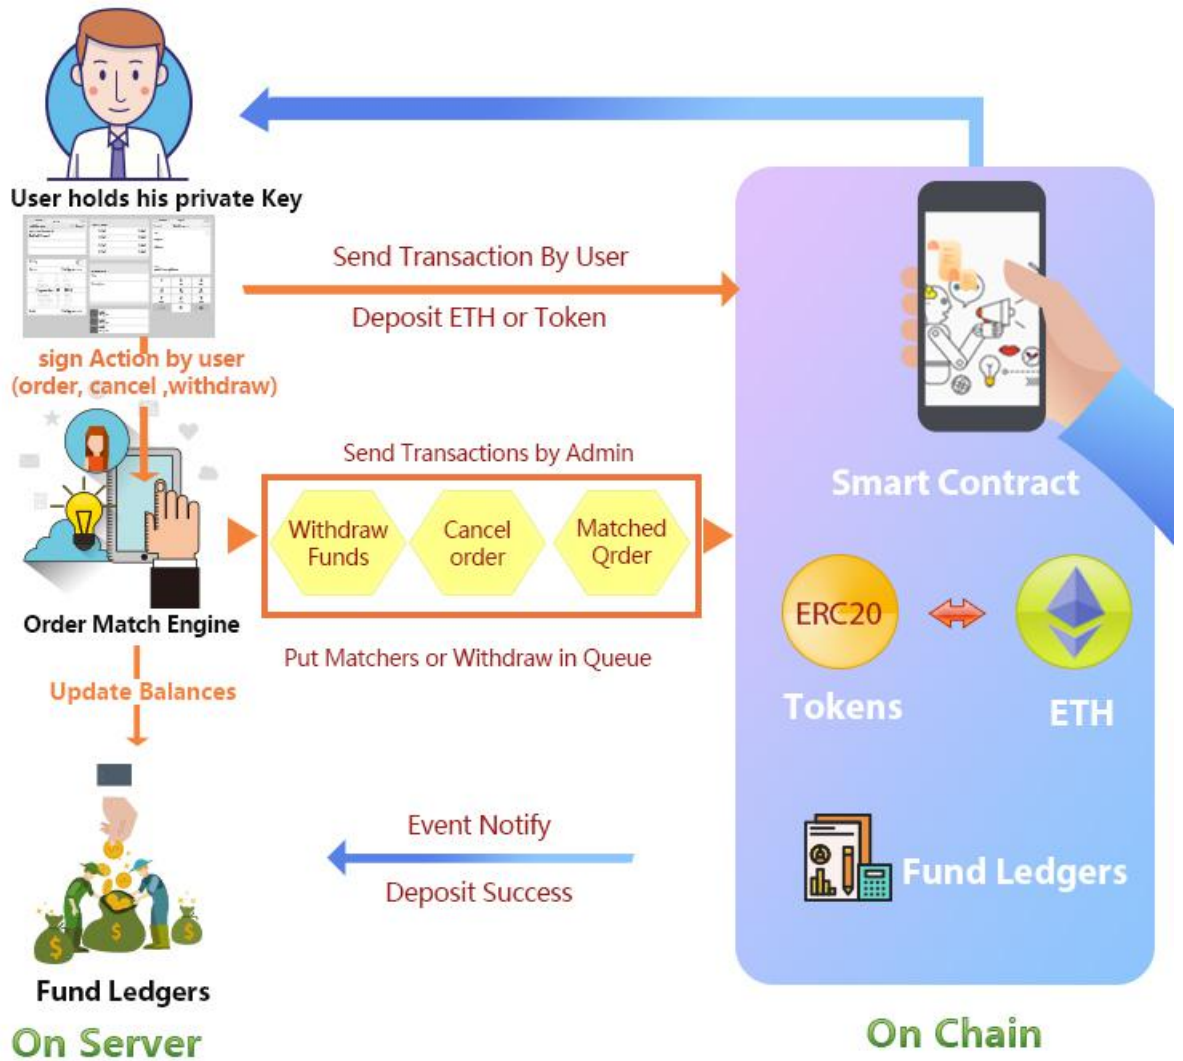 User holds his private Key
Send Transaction By User
Deposit ETH or Token
sign Action by user
(order, cancel ,withdraw)
Smart Contract
Send Transactions by Admin
Withdraw
Funds
Cancel
order
Matched
Qrder
Order Match Engine
Put Matchers or Withdraw in Queue
ERC20
Tokens
ETH
Update Balances
Event Notify
Deposit Success
Fund Ledgers
Fund Ledgers
On Server
On Chain